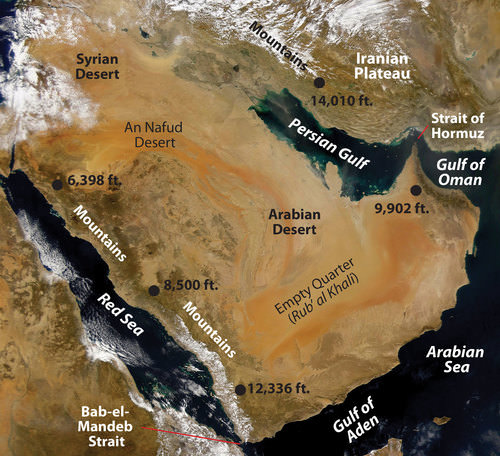 Mountains
Syrian
Desert
Iranian
Plateau
14,010 ft.
Strait of
Hormuz
An Nafud
Desert
Persian Gulf
Gulf of
Oman
6,398 ft.
9,902 ft.
Mountains
Arabian
Desert
8,500 ft.
Empty Quarter
(Rub' al Khali)
Red Sea
Mountains
Arabian
Sea
12,336 ft.
Bab-el-
Mandeb
Strait
Gulf of
Aden